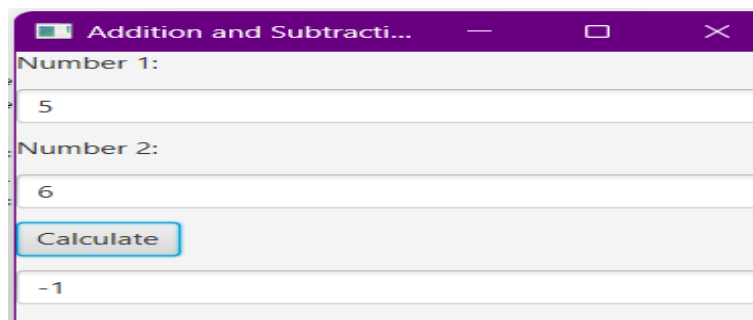 Addition and Subtracti...
Number 1:
5
Number 2:
6
Calculate
-1